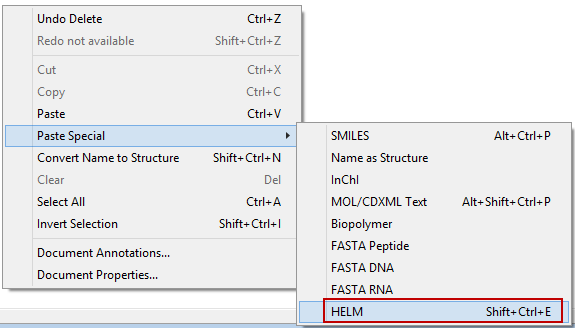 Undo Delete Ctrl+Z
Redo not available Shift+Ctrl+Z
Cut Ctrl+X
Copy Ctrl+C
Paste Ctrl+V
Paste Special
Convert Name to Structure Shift+Ctrl+N
Clear Del
Select All Ctrl+A
Invert Selection Shift+Ctrl+I
Document Annotations...
Document Properties...
SMILES Alt+Ctrl+P
Name as Structure
InChI
MOL/CDXML Text Alt+Shift+Ctrl+P
Biopolymer
FASTA Peptide
FASTA DNA
FASTA RNA
HELM Shift+Ctrl+E